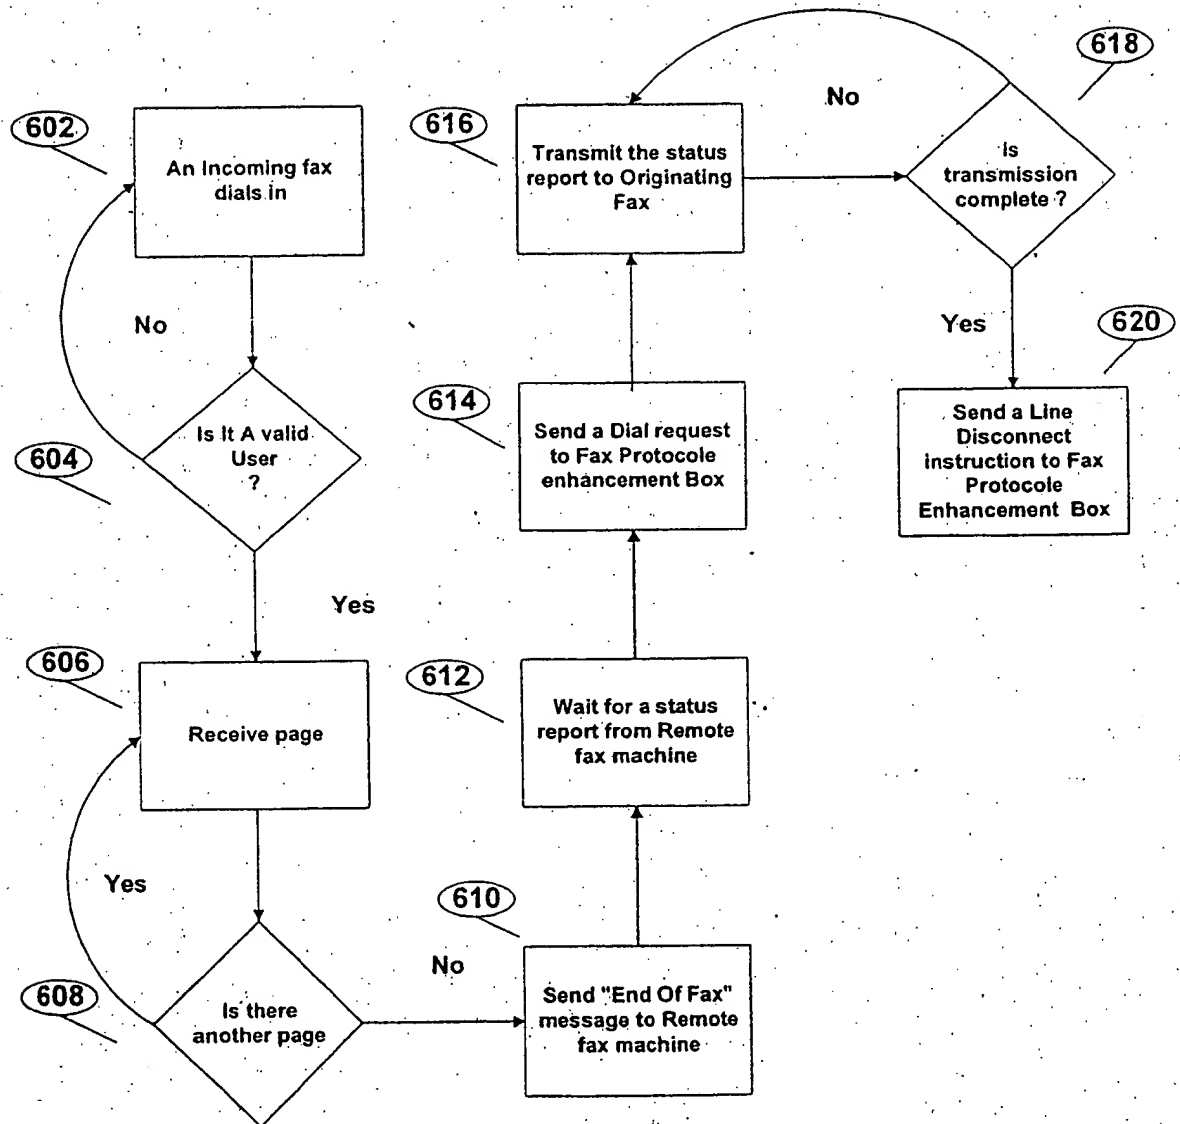 602
An Incoming fax
dials in
No
604
Is It A valid
User
?
Yes
606
Receive page
Yes
608
Is there
another page
No
610
Send "End Of Fax"
message to Remote
fax machine
612
Wait for a status
report from Remote
fax machine
614
Send a Dial request
to Fax Protocole
enhancement Box
616
Transmit the status
report to Originating
Fax
No
618
Is
transmission
complete ?
Yes
620
Send a Line
Disconnect
instruction to Fax
Protocole
Enhancement Box